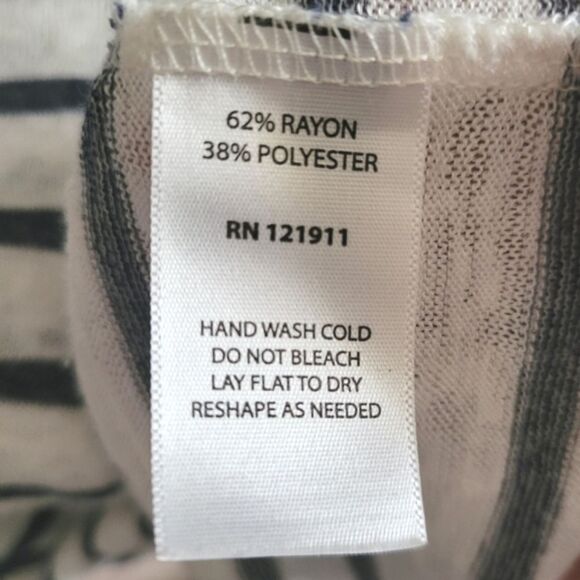 62% RAYON
38% POLYESTER
RN 121911
HAND WASH COLD
DO NOT BLEACH
LAY FLAT TO DRY
RESHAPE AS NEEDED